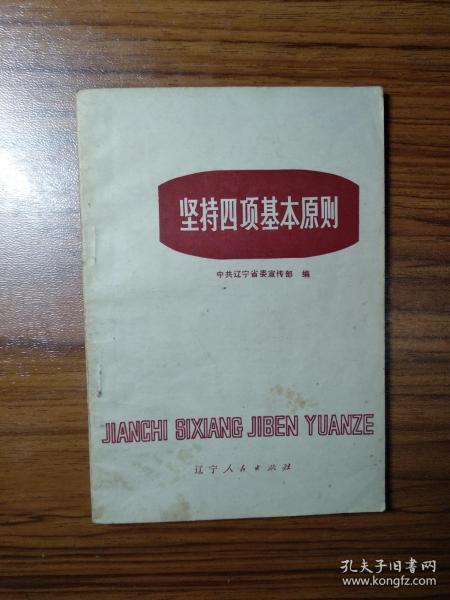 坚持四项基本原则
中共辽宁省委宣传部 编
JIANCHI SIXIANG JIBEN YUANZE
辽宁人民出版社
孔夫子旧书网
www.kongfz.com